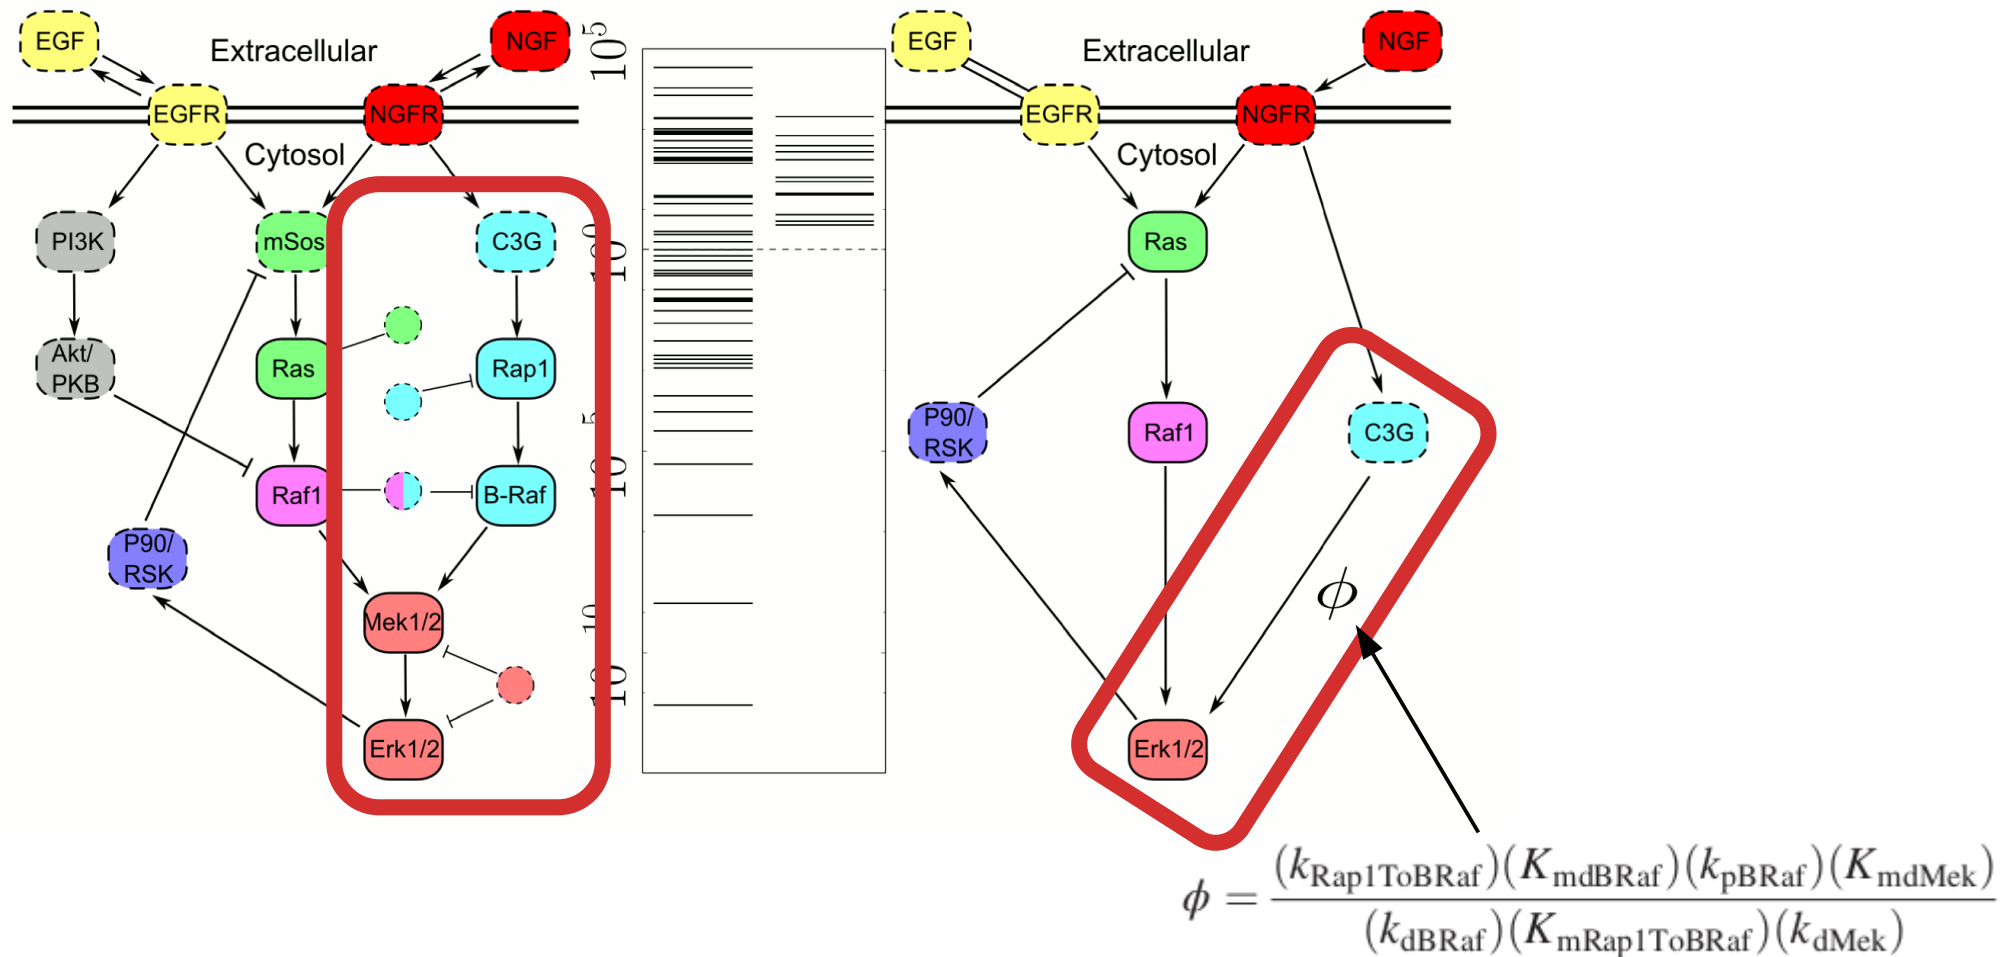 EGF
Extracellular
NGF
EGFR
NGFR
Cytosol
PI3K
mSos
C3G
Akt/
PKB
Ras
Rap1
Raf1
B-Raf
P90/
RSK
Mek1/2
Erk1/2
10^5
10^0
10
5
10
10
EGF
Extracellular
NGF
EGFR
NGFR
Cytosol
Ras
P90/
RSK
Raf1
C3G
ϕ
Erk1/2
ϕ = (k_Rap1ToBRaf)(K_mdBRaf)(k_pBRaf)(K_mdMek)
(k_dBRaf)(K_mRap1ToBRaf)(k_dMek)